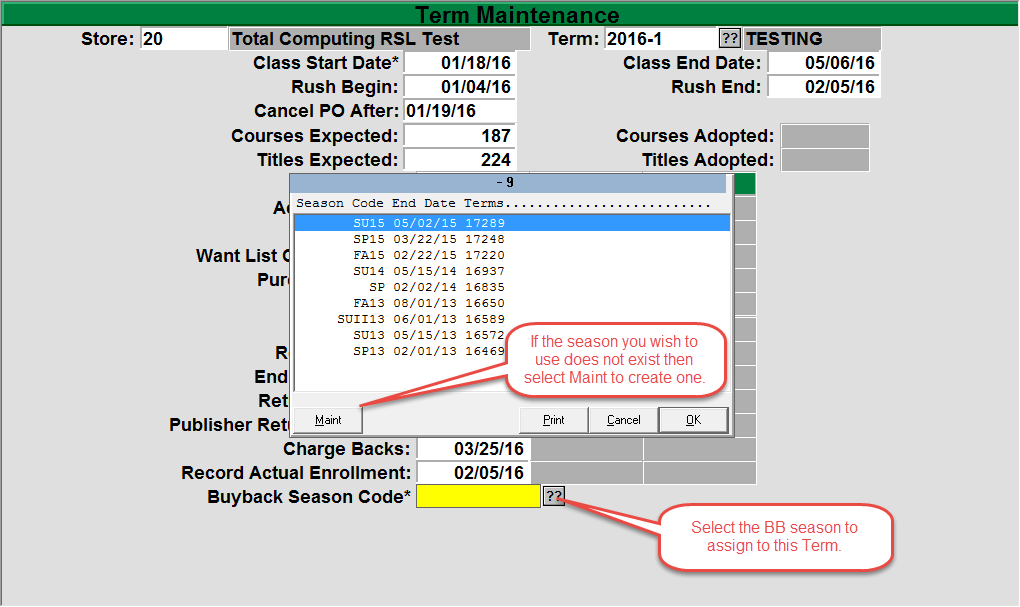 Term Maintenance
Store: 20 Total Computing RSL Test Term: 2016-1 ?? TESTING
Class Start Date* 01/18/16 Class End Date: 05/06/16
Rush Begin: 01/04/16 Rush End: 02/05/16
Cancel PO After: 01/19/16
Courses Expected: 187 Courses Adopted:
Titles Expected: 224 Titles Adopted:
- 9
Season Code End Date Terms..........................
SU15 05/02/15 17289
SP15 03/22/15 17248
FA15 02/22/15 17220
SU14 05/15/14 16937
SP 02/02/14 16835
FA13 08/01/13 16650
SUII13 06/01/13 16589
SU13 05/15/13 16572
SP13 02/01/13 16469
If the season you wish to
use does not exist then
select Maint to create one.
Maint Print Cancel OK
Want List
Pur
End
Ret
Publisher Ret
Charge Backs: 03/25/16
Record Actual Enrollment: 02/05/16
Buyback Season Code* ??
Select the BB season to
assign to this Term.